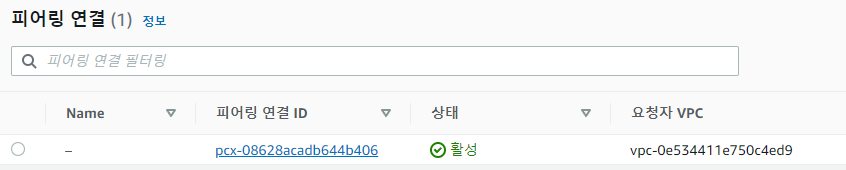 피어링 연결 (1) 정보
피어링 연결 필터링
Name 피어링 연결 ID 상태 요청자 VPC
– pcx-08628acadb644b406 활성 vpc-0e534411e750c4ed9